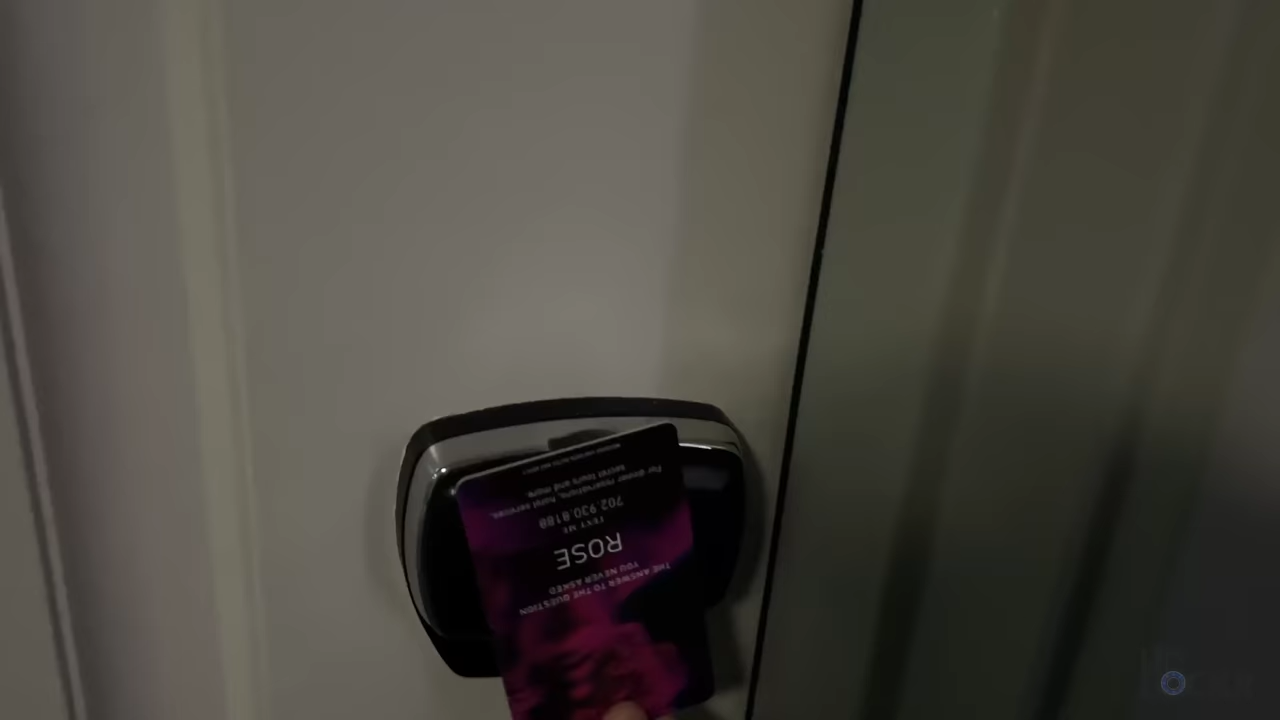 THE ANSWER TO THE QUESTION
YOU NEVER ASKED
ROSE
TEXT ME
702.930.8188
For dinner reservations, hotel services,
secret tours and more.